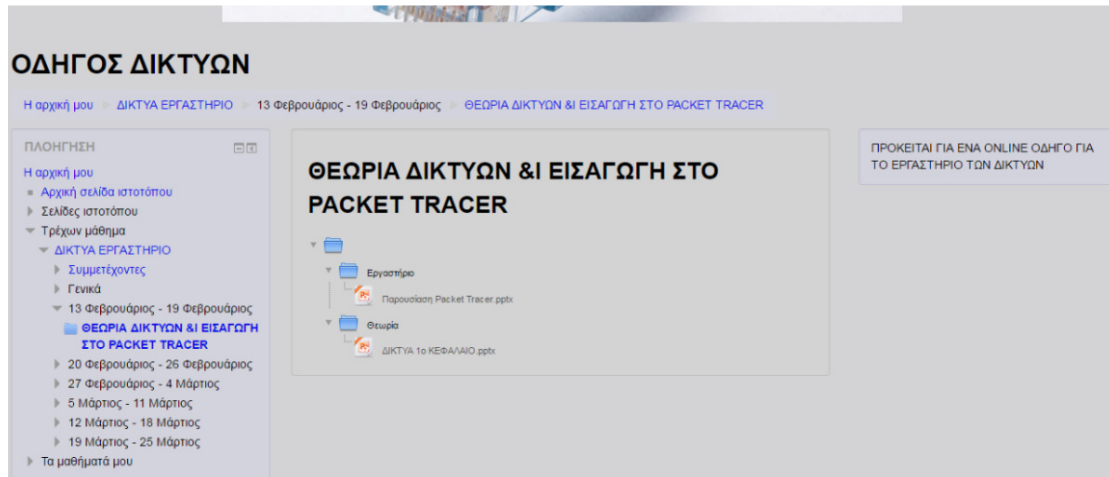 ΟΔΗΓΟΣ ΔΙΚΤΥΩΝ
Η αρχική μου ΔΙΚΤΥΑ ΕΡΓΑΣΤΗΡΙΟ 13 Φεβρουάριος - 19 Φεβρουάριος ΘΕΩΡΙΑ ΔΙΚΤΥΩΝ &Ι ΕΙΣΑΓΩΓΗ ΣΤΟ PACKET TRACER
ΠΛΟΗΓΗΣΗ
Η αρχική μου
Αρχική σελίδα ιστοτόπου
Σελίδες ιστοτόπου
Τρέχων μάθημα
ΔΙΚΤΥΑ ΕΡΓΑΣΤΗΡΙΟ
Συμμετέχοντες
Γενικά
13 Φεβρουάριος - 19 Φεβρουάριος
ΘΕΩΡΙΑ ΔΙΚΤΥΩΝ &Ι ΕΙΣΑΓΩΓΗ
ΣΤΟ PACKET TRACER
20 Φεβρουάριος - 26 Φεβρουάριος
27 Φεβρουάριος - 4 Μάρτιος
5 Μάρτιος - 11 Μάρτιος
12 Μάρτιος - 18 Μάρτιος
19 Μάρτιος - 25 Μάρτιος
Τα μαθήματά μου
ΘΕΩΡΙΑ ΔΙΚΤΥΩΝ &Ι ΕΙΣΑΓΩΓΗ ΣΤΟ
PACKET TRACER
Εργαστήριο
Παρουσίαση Packet Tracer.pptx
Θεωρία
ΔΙΚΤΥΑ 1ο ΚΕΦΑΛΑΙΟ.pptx
ΠΡΟΚΕΙΤΑΙ ΓΙΑ ΕΝΑ ONLINE ΟΔΗΓΟ ΓΙΑ
ΤΟ ΕΡΓΑΣΤΗΡΙΟ ΤΩΝ ΔΙΚΤΥΩΝ